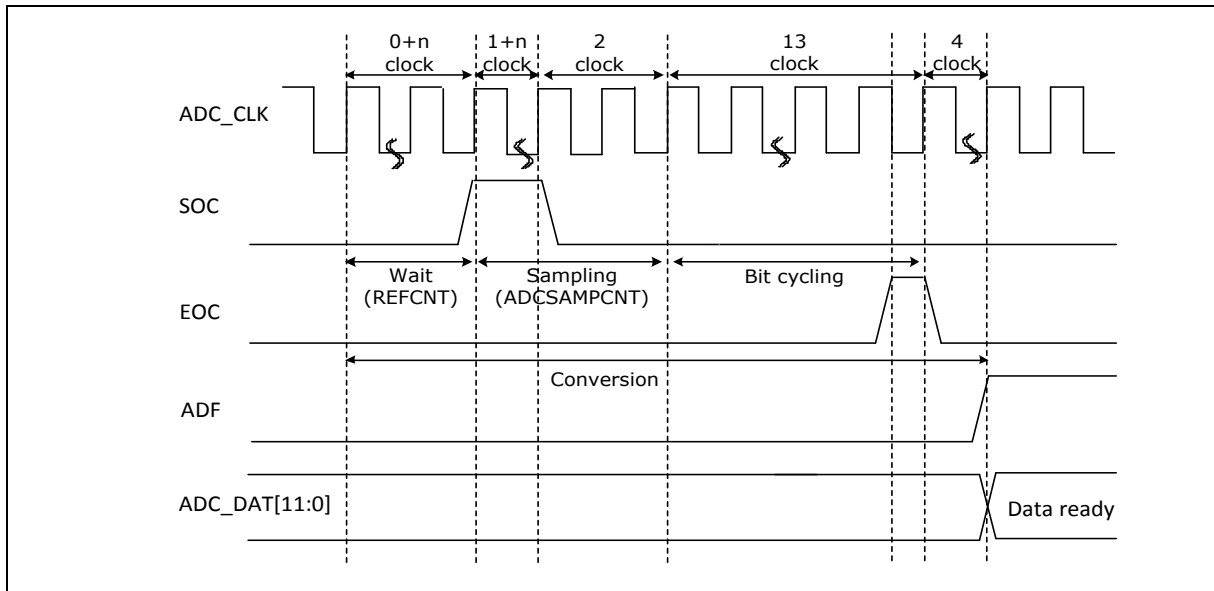 0+n
clock
1+n
clock
2
clock
13
clock
4
clock
ADC_CLK
SOC
Wait
(REFCNT)
Sampling
(ADCSAMPCNT)
Bit cycling
EOC
Conversion
ADF
ADC_DAT[11:0]
Data ready